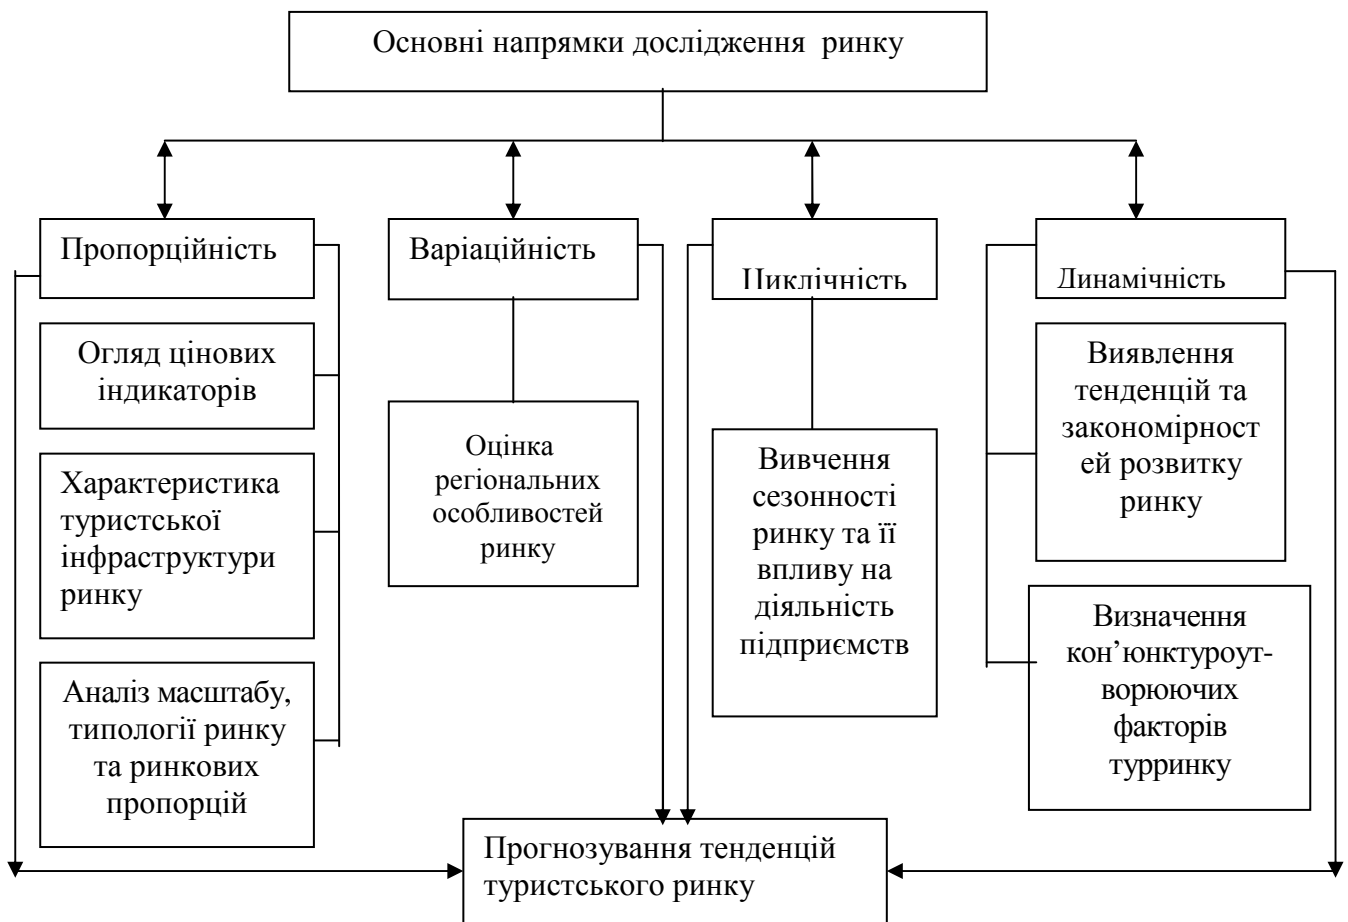 Основні напрямки дослідження ринку
Пропорційність
Варіаційність
Циклічність
Динамічність
Огляд цінових
індикаторів
Характеристика
туристської
інфраструктури
ринку
Аналіз масштабу,
типології ринку
та ринкових
пропорцій
Оцінка
регіональних
особливостей
ринку
Вивчення
сезонності
ринку та її
впливу на
діяльність
підприємств
Виявлення
тенденцій та
закономірност
ей розвитку
ринку
Визначення
кон’юнктуроут-
ворюючих
факторів
турринку
Прогнозування тенденцій
туристського ринку